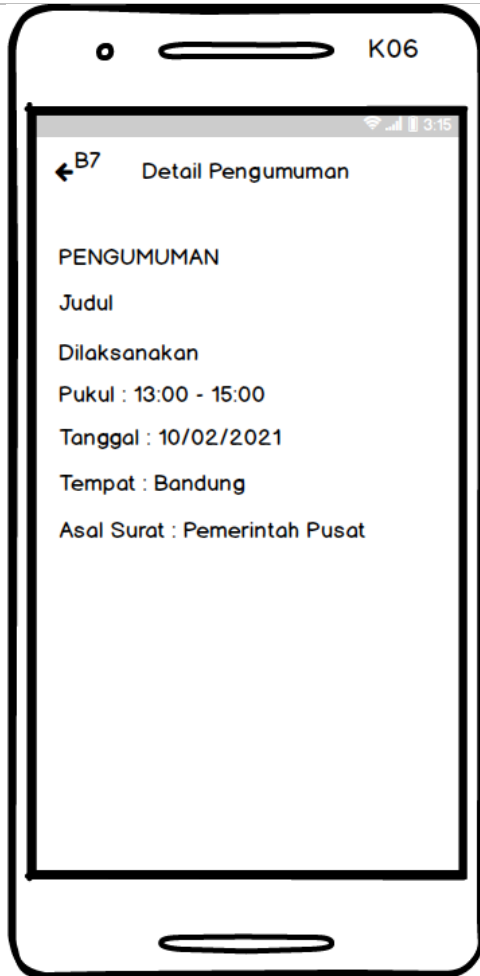 K06
3:15
B7 Detail Pengumuman
PENGUMUMAN
Judul
Dilaksanakan
Pukul : 13:00 - 15:00
Tanggal : 10/02/2021
Tempat : Bandung
Asal Surat : Pemerintah Pusat